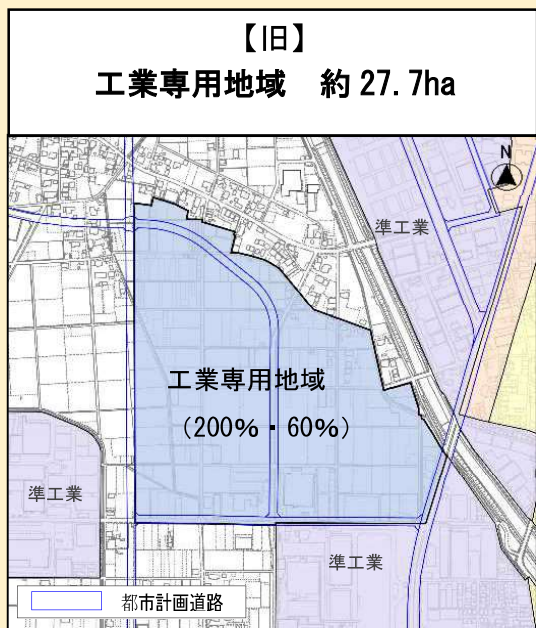 【旧】
工業専用地域　約 27.7ha
N
準工業
工業専用地域
（200%・60%）
準工業
準工業
都市計画道路